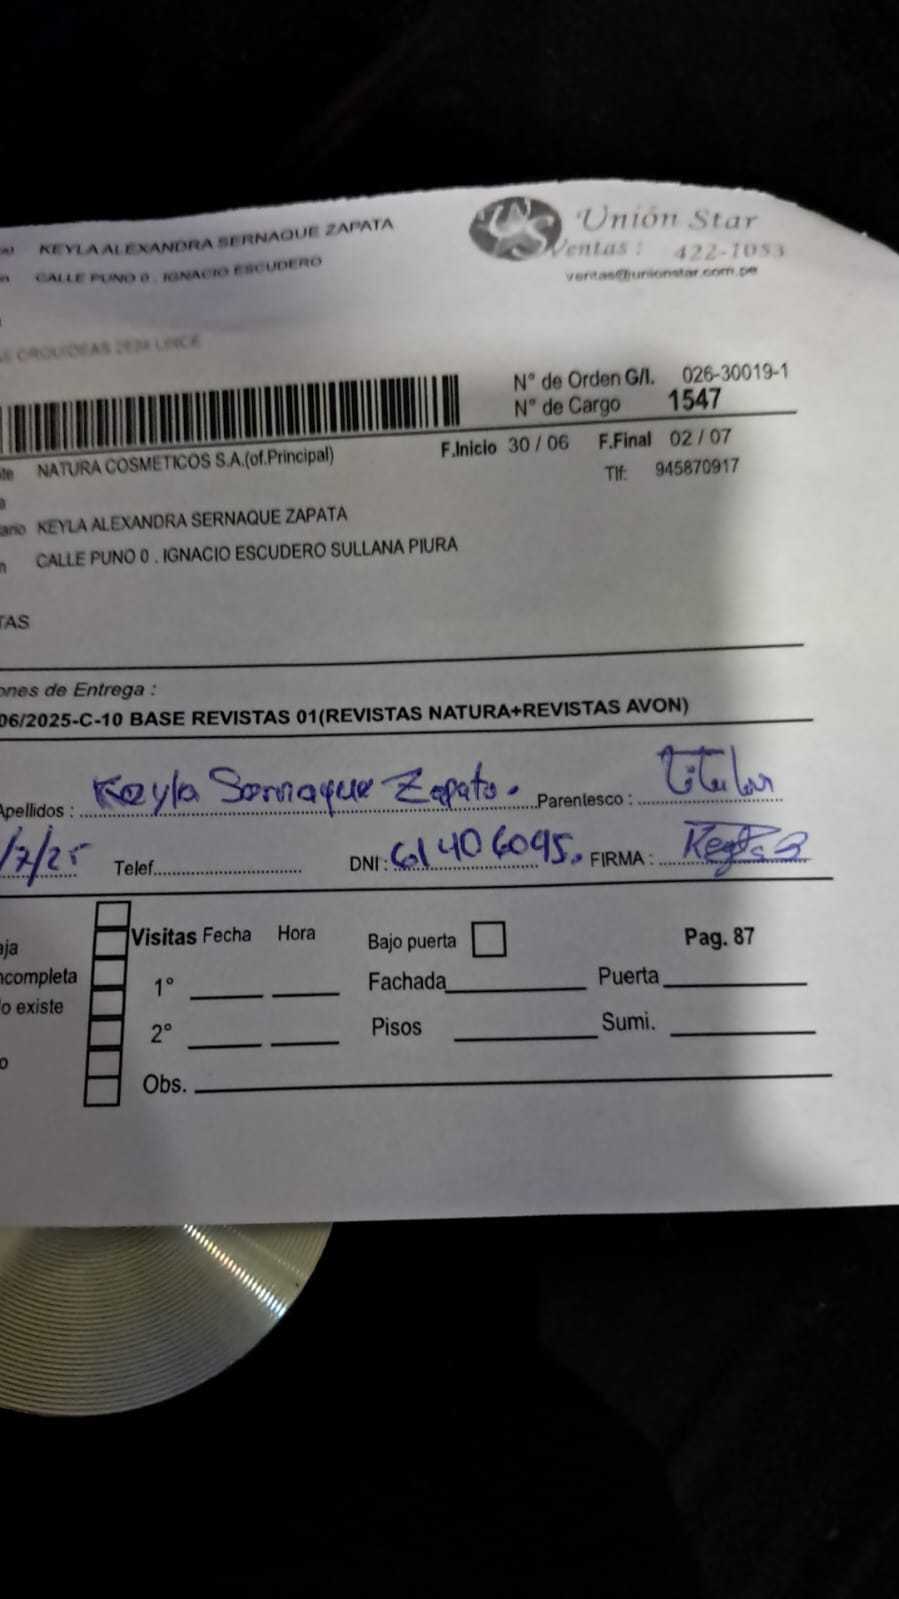 KEYLA ALEXANDRA SERNAQUE ZAPATA
CALLE PUNO 0 . IGNACIO ESCUDERO
Unión Star
Ventas : 422-1053
ventas@unionstar.com.pe
ORQUIDEAS 2634 LINCE
N° de Orden G/I. 026-30019-1
N° de Cargo 1547
NATURA COSMETICOS S.A.(of.Principal)
F.Inicio 30 / 06 F.Final 02 / 07
Tlf: 945870917
KEYLA ALEXANDRA SERNAQUE ZAPATA
CALLE PUNO 0 . IGNACIO ESCUDERO SULLANA PIURA
TAS
ones de Entrega :
06/2025-C-10 BASE REVISTAS 01(REVISTAS NATURA+REVISTAS AVON)
Apellidos : Keyla Sernaque Zapata. Parentesco : titular
/7/25 Telef. DNI : 61406095. FIRMA :
aja
Visitas Fecha Hora Bajo puerta Pag. 87
ncompleta
1° Fachada Puerta
o existe
2° Pisos Sumi.
o
Obs.